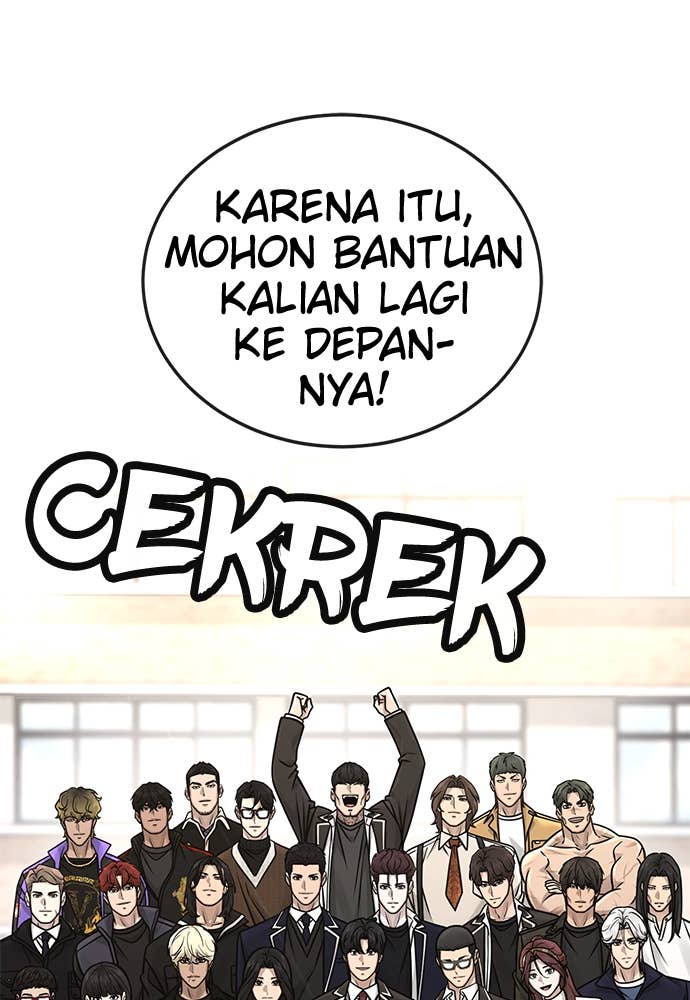 KARENA ITU,
MOHON BANTUAN
KALIAN LAGI
KE DEPAN-
NYA!
CEKREK